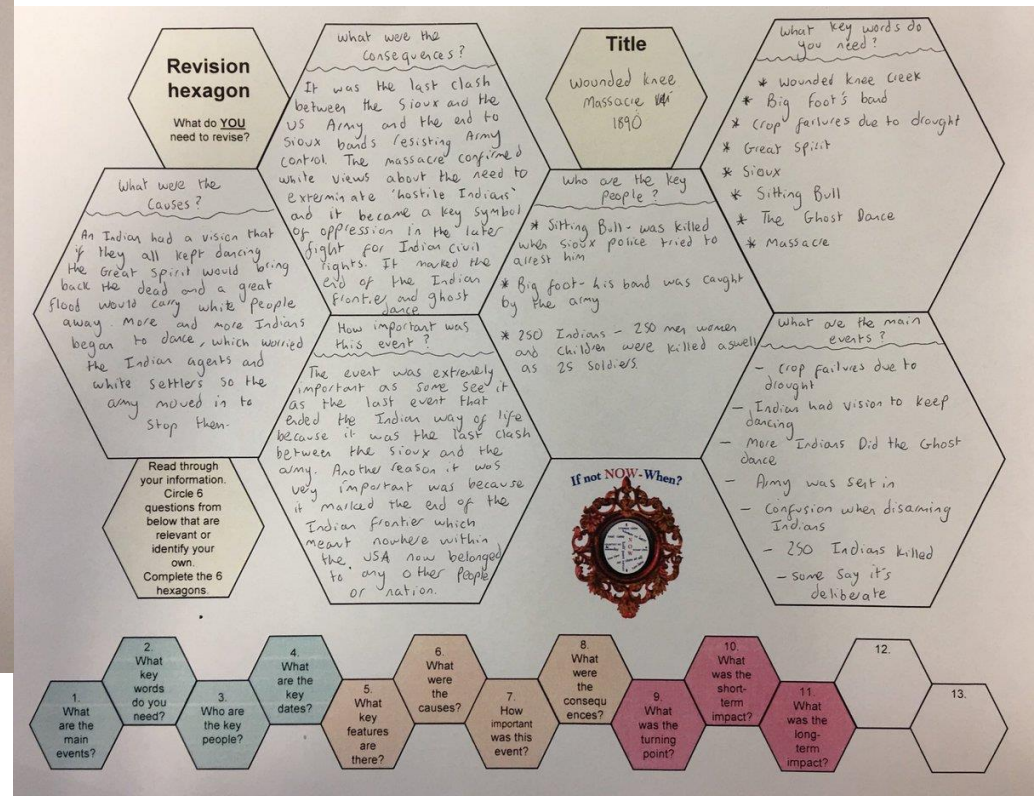 Revision
hexagon
What do YOU
need to revise?
What were the
consequences?
It was the last clash
between the Sioux and the
US Army and the end to
Sioux bands resisting Army
control. The massacre confirmed
white views about the need to
exterminate 'hostile Indians'
and it became a key symbol
of oppression in the later
fight for Indian civil
rights. It marked the
end of the Indian
frontier and ghost
dance.
Title
Wounded Knee
Massacre
1890
What key words do
you need?
* Wounded Knee Creek
* Big Foot's band
* Crop failures due to drought
* Great Spirit
* Sioux
* Sitting Bull
* The Ghost Dance
* Massacre
What were the
Causes?
An Indian had a vision that
if they all kept dancing
the Great Spirit would bring
back the dead and a great
flood would carry white people
away. More and more Indians
began to dance, which worried
the Indian agents and
white settlers so the
army moved in to
stop them.
Who are the key
people?
* Sitting Bull - was killed
when Sioux police tried to
arrest him
* Big foot - his band was caught
by the army
* 250 Indians - 250 men women
and children were killed aswell
as 25 soldiers
How important was
this event?
The event was extremely
important as some see it
as the last event that
ended the Indian way of life
because it was the last clash
between the Sioux and the
army. Another reason it was
very important was because
it marked the end of the
Indian frontier which
meant nowhere within
the USA now belonged
to any other people
or nation.
What are the main
events?
- Crop failures due to
drought
- Indian had vision to keep
dancing
- More Indians Did the Ghost
dance
- Army was sent in
- Confusion when disarming
Indians
- 250 Indians killed
- some say it's
deliberate
Read through
your information.
Circle 6
questions from
below that are
relevant or
identify your
own.
Complete the 6
hexagons.
If not NOW-When?
1.
What
are the
main
events?
2.
What
key
words
do you
need?
3.
Who are
the key
people?
4.
What
are the
key
dates?
5.
What
key
features
are
there?
6.
What
were
the
causes?
7.
How
important
was this
event?
8.
What
were
the
consequ
ences?
9.
What
was the
turning
point?
10.
What
was the
short-
term
impact?
11.
What
was the
long-
term
impact?
12.
13.